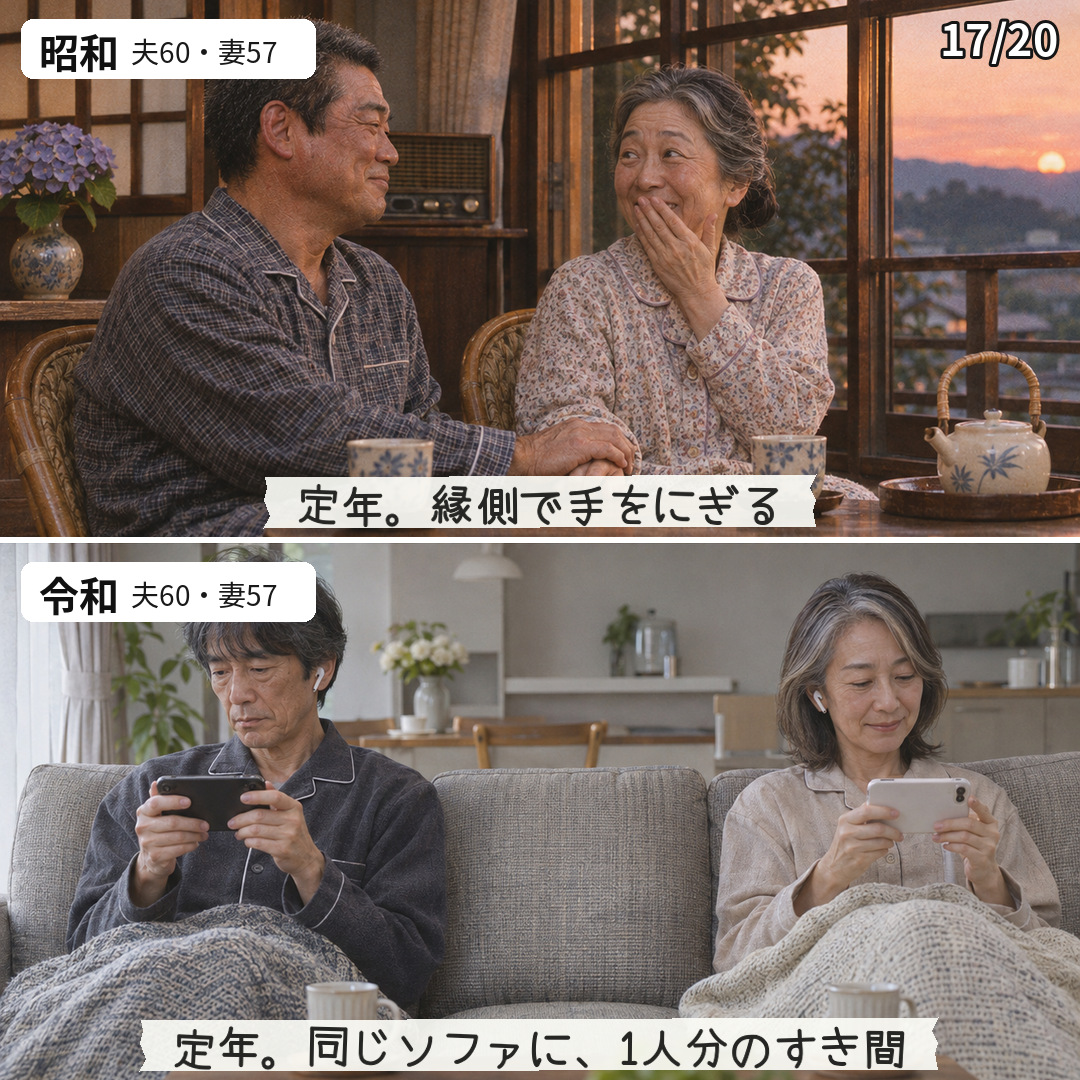 昭和 夫60・妻57
17/20
定年。縁側で手をにぎる
令和 夫60・妻57
定年。同じソファに、1人分のすき間